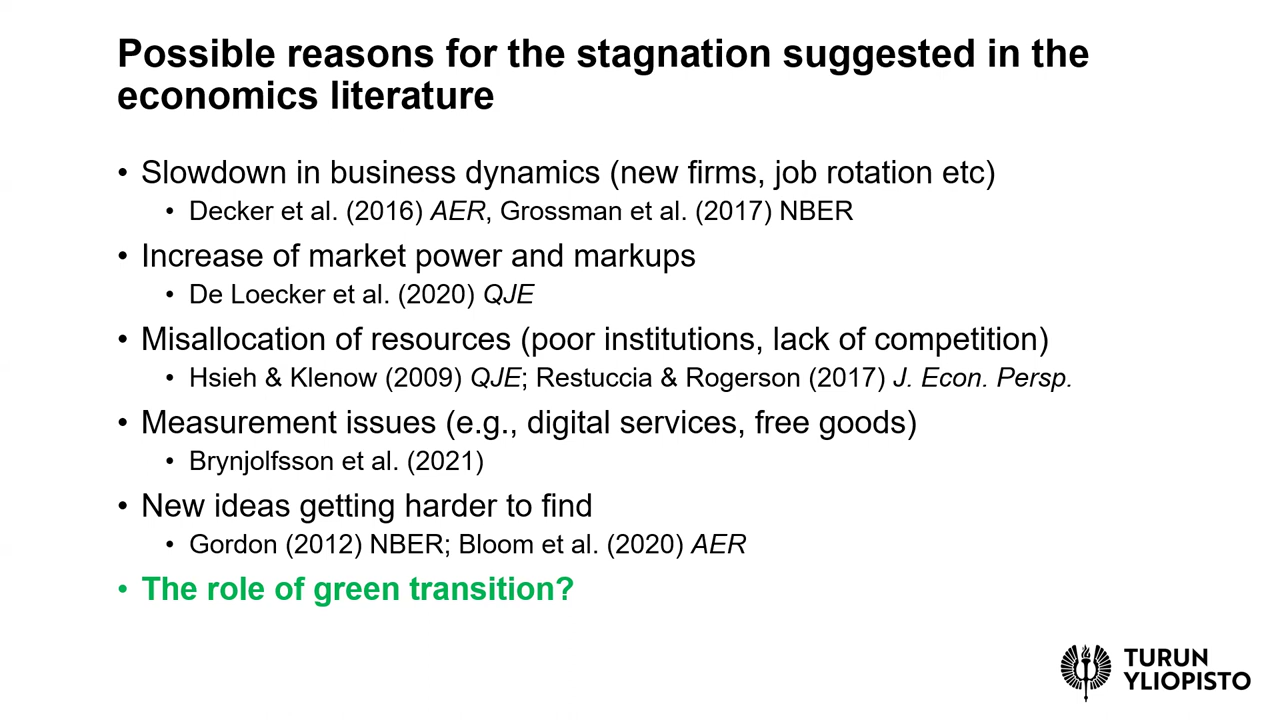 Possible reasons for the stagnation suggested in the
economics literature
• Slowdown in business dynamics (new firms, job rotation etc)
• Decker et al. (2016) AER, Grossman et al. (2017) NBER
• Increase of market power and markups
• De Loecker et al. (2020) QJE
• Misallocation of resources (poor institutions, lack of competition)
• Hsieh & Klenow (2009) QJE; Restuccia & Rogerson (2017) J. Econ. Persp.
• Measurement issues (e.g., digital services, free goods)
• Brynjolfsson et al. (2021)
• New ideas getting harder to find
• Gordon (2012) NBER; Bloom et al. (2020) AER
• The role of green transition?
TURUN
YLIOPISTO